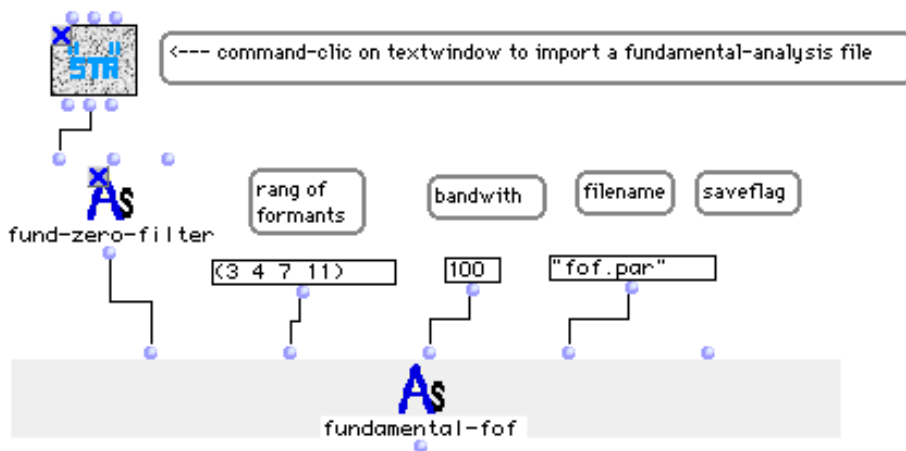 STR
<--- command-clic on textwindow to import a fundamental-analysis file
As
fund-zero-filter
rang of
formants
bandwith
filename
saveflag
(3 4 7 11)
100
"fof.par"
As
fundamental-fof